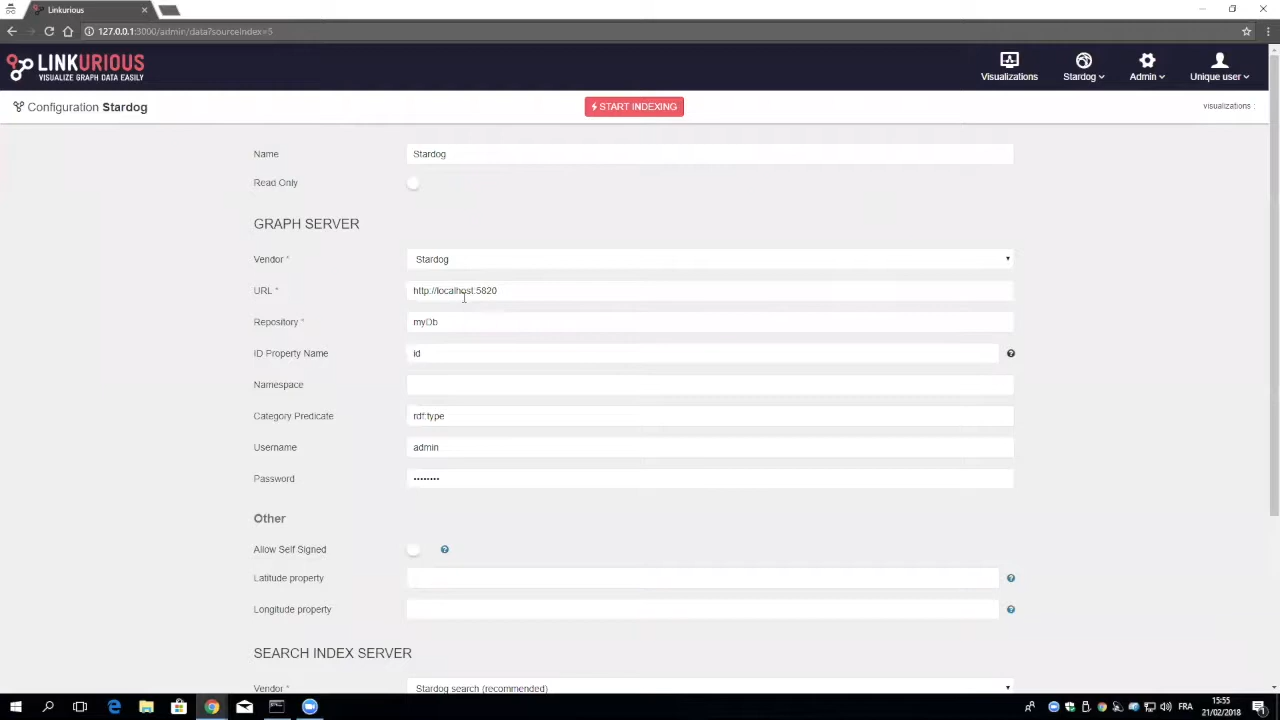 Linkurious
127.0.0.1:3000/admin/data?sourceIndex=5
LINKURIOUS
VISUALIZE GRAPH DATA EASILY
Visualizations
Stardog
Admin
Unique user
Configuration Stardog
START INDEXING
visualizations :
Name
Stardog
Read Only
GRAPH SERVER
Vendor *
Stardog
URL *
http://localhost:5820
Repository *
myDb
ID Property Name
id
Namespace
Category Predicate
rdf:type
Username
admin
Password
••••••••
Other
Allow Self Signed
Latitude property
Longitude property
SEARCH INDEX SERVER
Vendor *
Stardog search (recommended)
15:55
FRA
21/02/2018